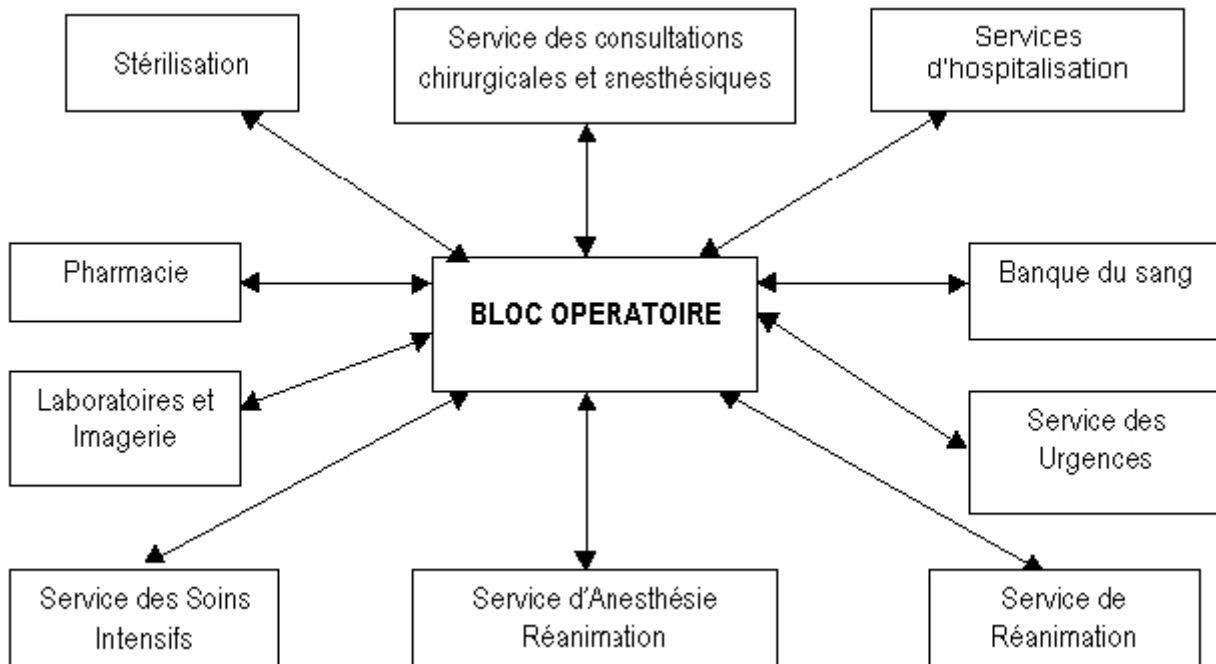 Stérilisation
Service des consultations
chirurgicales et anesthésiques
Services
d'hospitalisation
Pharmacie
BLOC OPERATOIRE
Banque du sang
Laboratoires et
Imagerie
Service des
Urgences
Service des Soins
Intensifs
Service d'Anesthésie
Réanimation
Service de
Réanimation